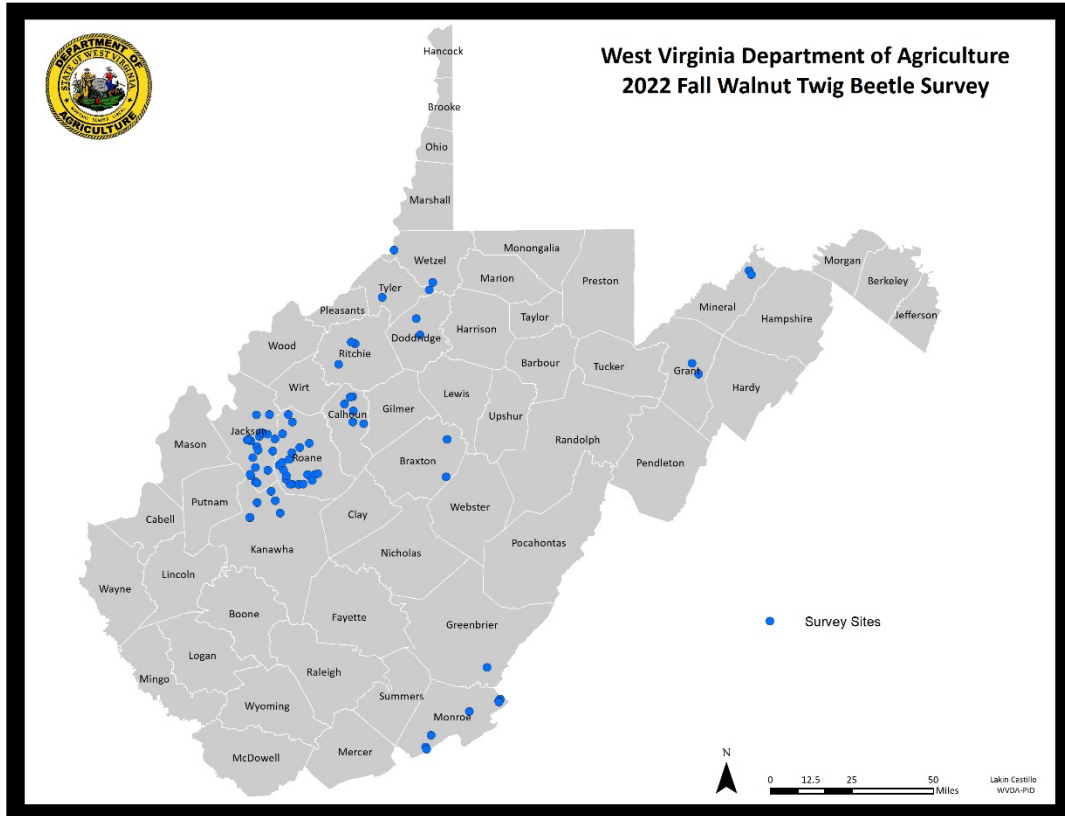 DEPARTMENT OF
STATE OF WEST VIRGINIA
MONTANI SEMPER LIBERI
AGRICULTURE
West Virginia Department of Agriculture
2022 Fall Walnut Twig Beetle Survey
Hancock
Brooke
Ohio
Marshall
Wetzel
Monongalia
Marion
Preston
Morgan
Berkeley
Jefferson
Mineral
Hampshire
Tyler
Pleasants
Doddridge
Harrison
Taylor
Wood
Ritchie
Barbour
Tucker
Grant
Hardy
Wirt
Calhoun
Gilmer
Lewis
Upshur
Randolph
Mason
Jackson
Roane
Braxton
Pendleton
Putnam
Clay
Webster
Cabell
Kanawha
Nicholas
Pocahontas
Wayne
Lincoln
Boone
Fayette
Greenbrier
Survey Sites
Logan
Mingo
Raleigh
Summers
Wyoming
Monroe
McDowell
Mercer
N
0 12.5 25 50
Miles
Lakin Castillo
WVDA-PID